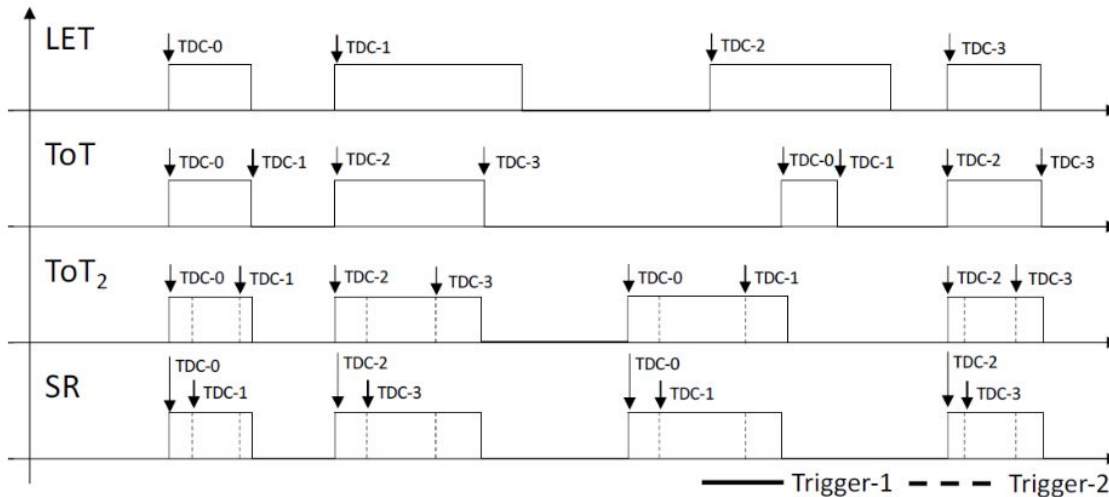 LET
TDC-0 TDC-1 TDC-2 TDC-3
ToT
TDC-0 TDC-1 TDC-2 TDC-3 TDC-0 TDC-1 TDC-2 TDC-3
ToT₂
TDC-0 TDC-1 TDC-2 TDC-3 TDC-0 TDC-1 TDC-2 TDC-3
SR
TDC-0 TDC-2 TDC-0 TDC-2
TDC-1 TDC-3 TDC-1 TDC-3
Trigger-1 Trigger-2